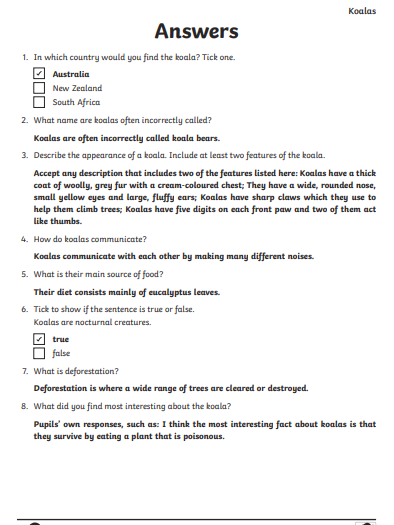 Koalas
Answers
1. In which country would you find the koala? Tick one.
✓ Australia
New Zealand
South Africa
2. What name are koalas often incorrectly called?
Koalas are often incorrectly called koala bears.
3. Describe the appearance of a koala. Include at least two features of the koala.
Accept any description that includes two of the features listed here: Koalas have a thick
coat of woolly, grey fur with a cream-coloured chest; They have a wide, rounded nose,
small yellow eyes and large, fluffy ears; Koalas have sharp claws which they use to
help them climb trees; Koalas have five digits on each front paw and two of them act
like thumbs.
4. How do koalas communicate?
Koalas communicate with each other by making many different noises.
5. What is their main source of food?
Their diet consists mainly of eucalyptus leaves.
6. Tick to show if the sentence is true or false.
Koalas are nocturnal creatures.
✓ true
false
7. What is deforestation?
Deforestation is where a wide range of trees are cleared or destroyed.
8. What did you find most interesting about the koala?
Pupils' own responses, such as: I think the most interesting fact about koalas is that
they survive by eating a plant that is poisonous.